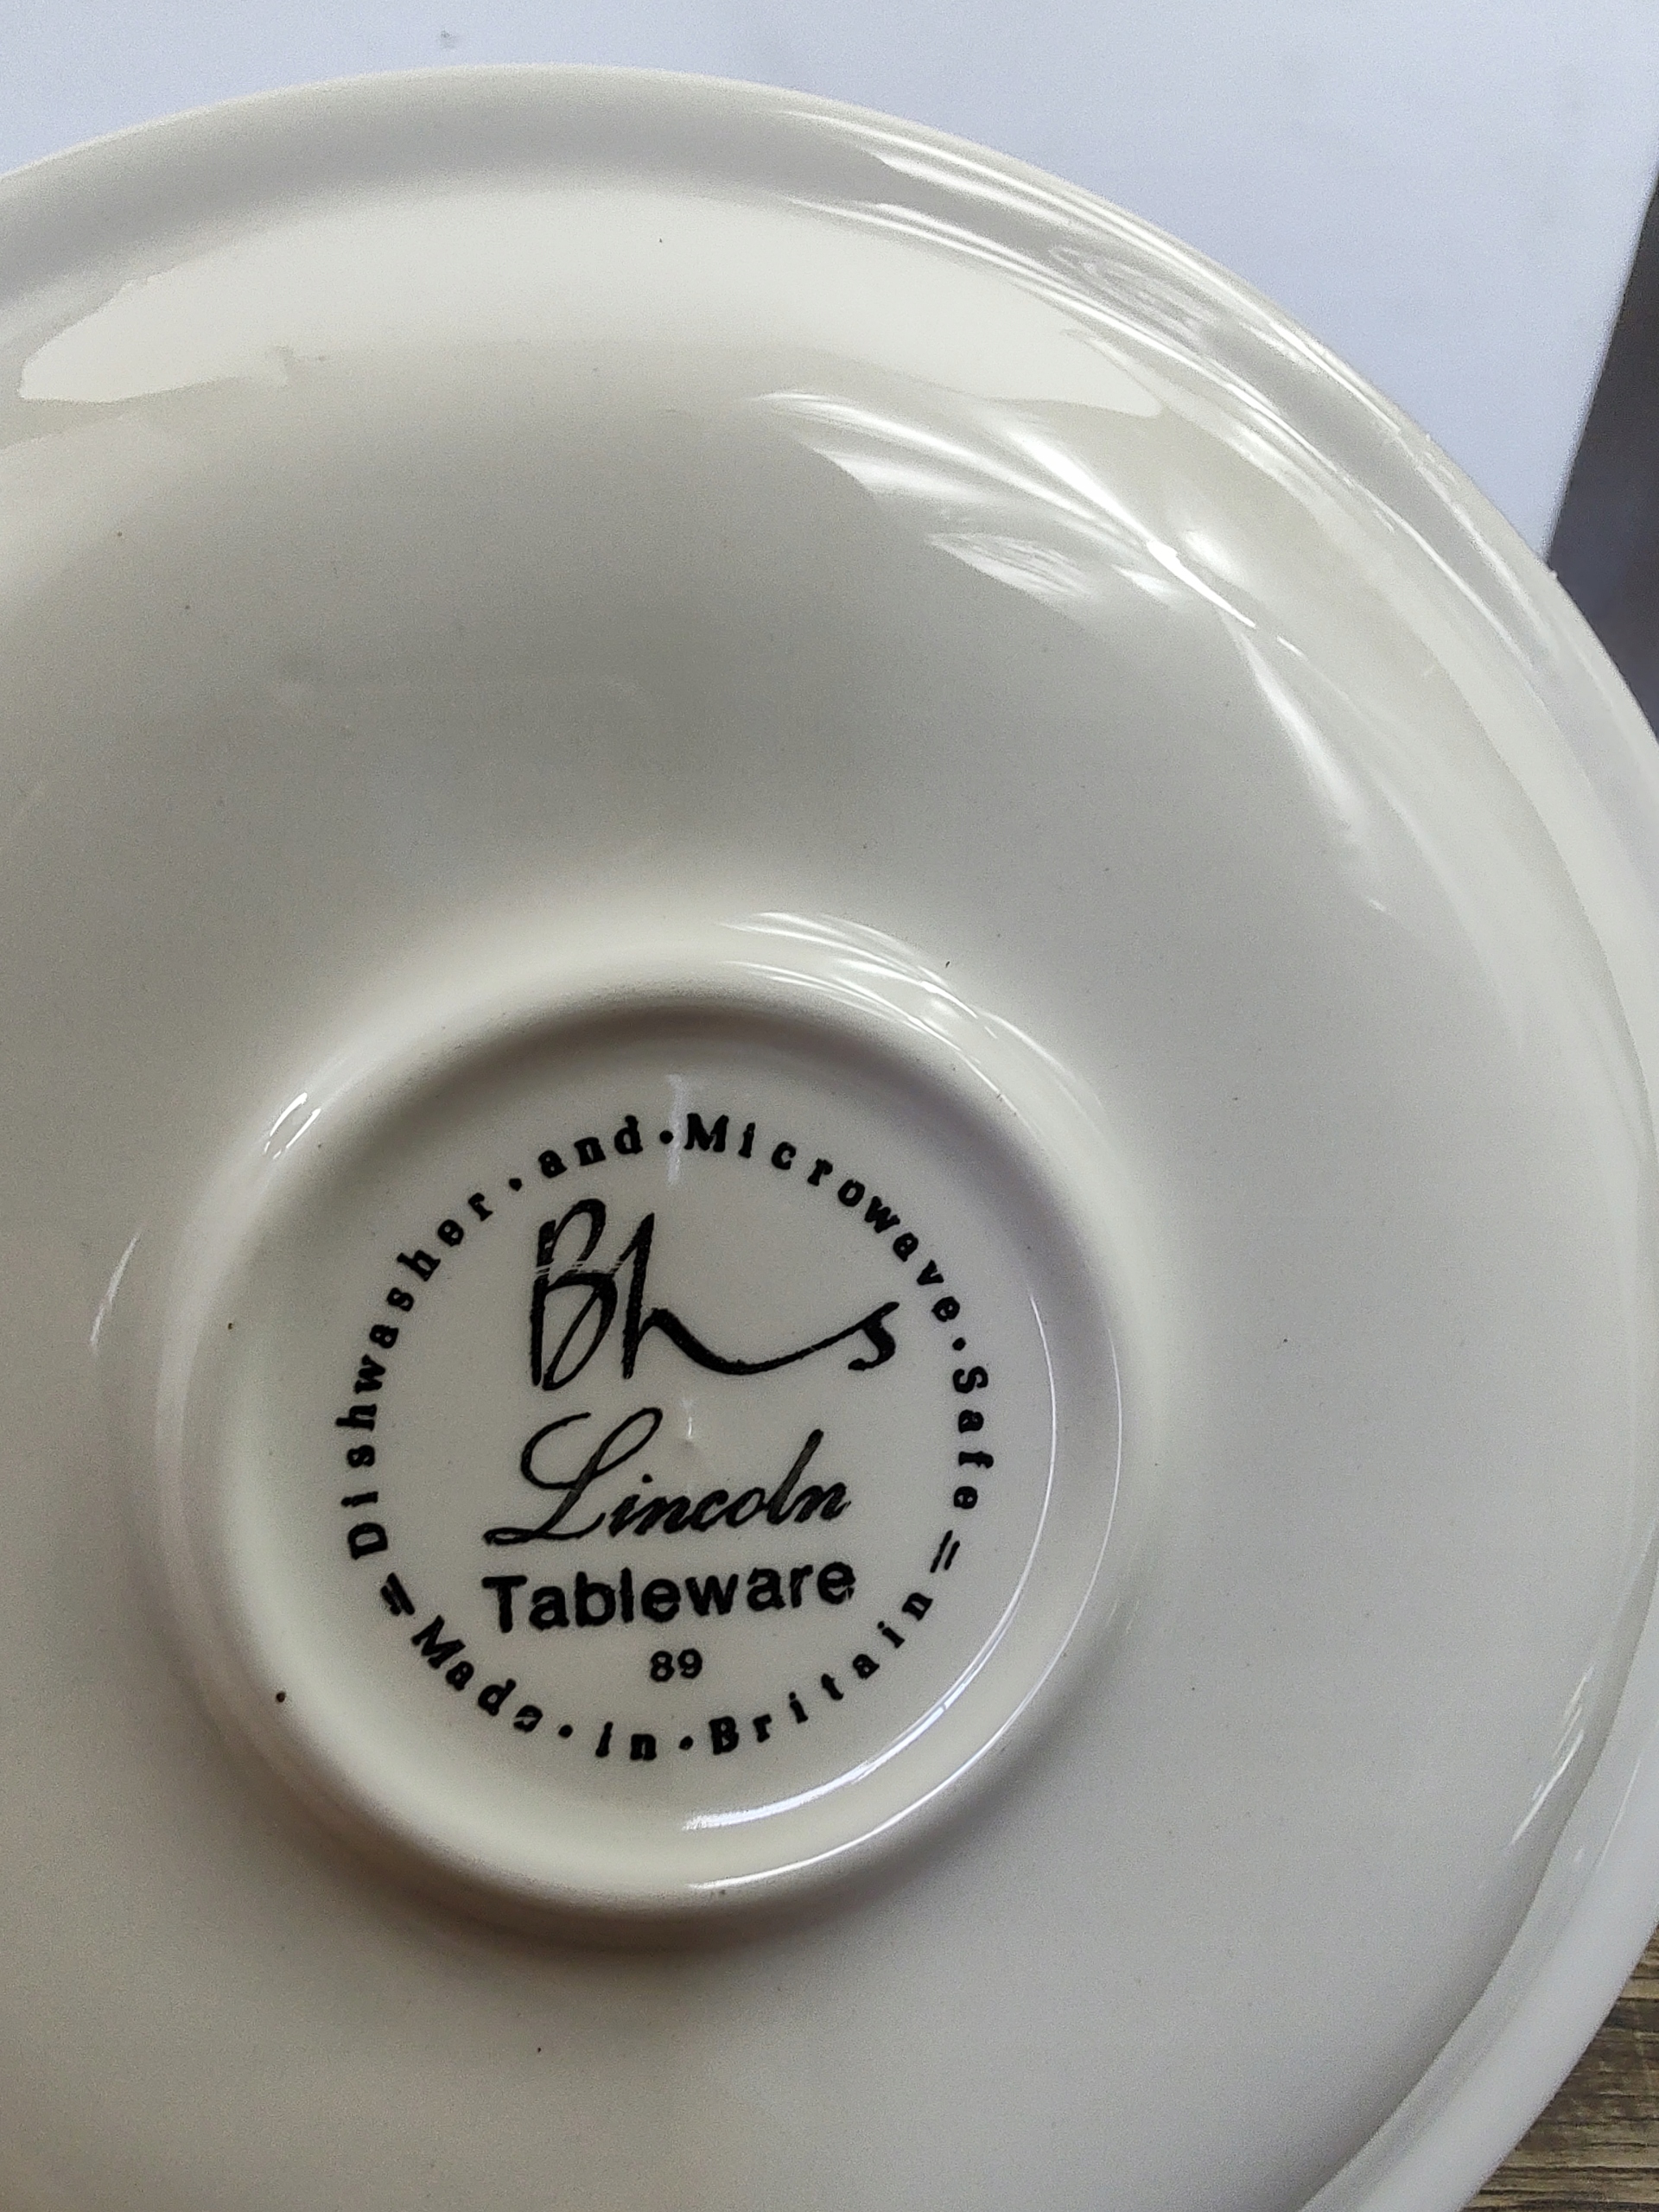 Dishwasher·and·Microwave·Safe
Bhs
Lincoln
Tableware
89
=Made·in·Britain=